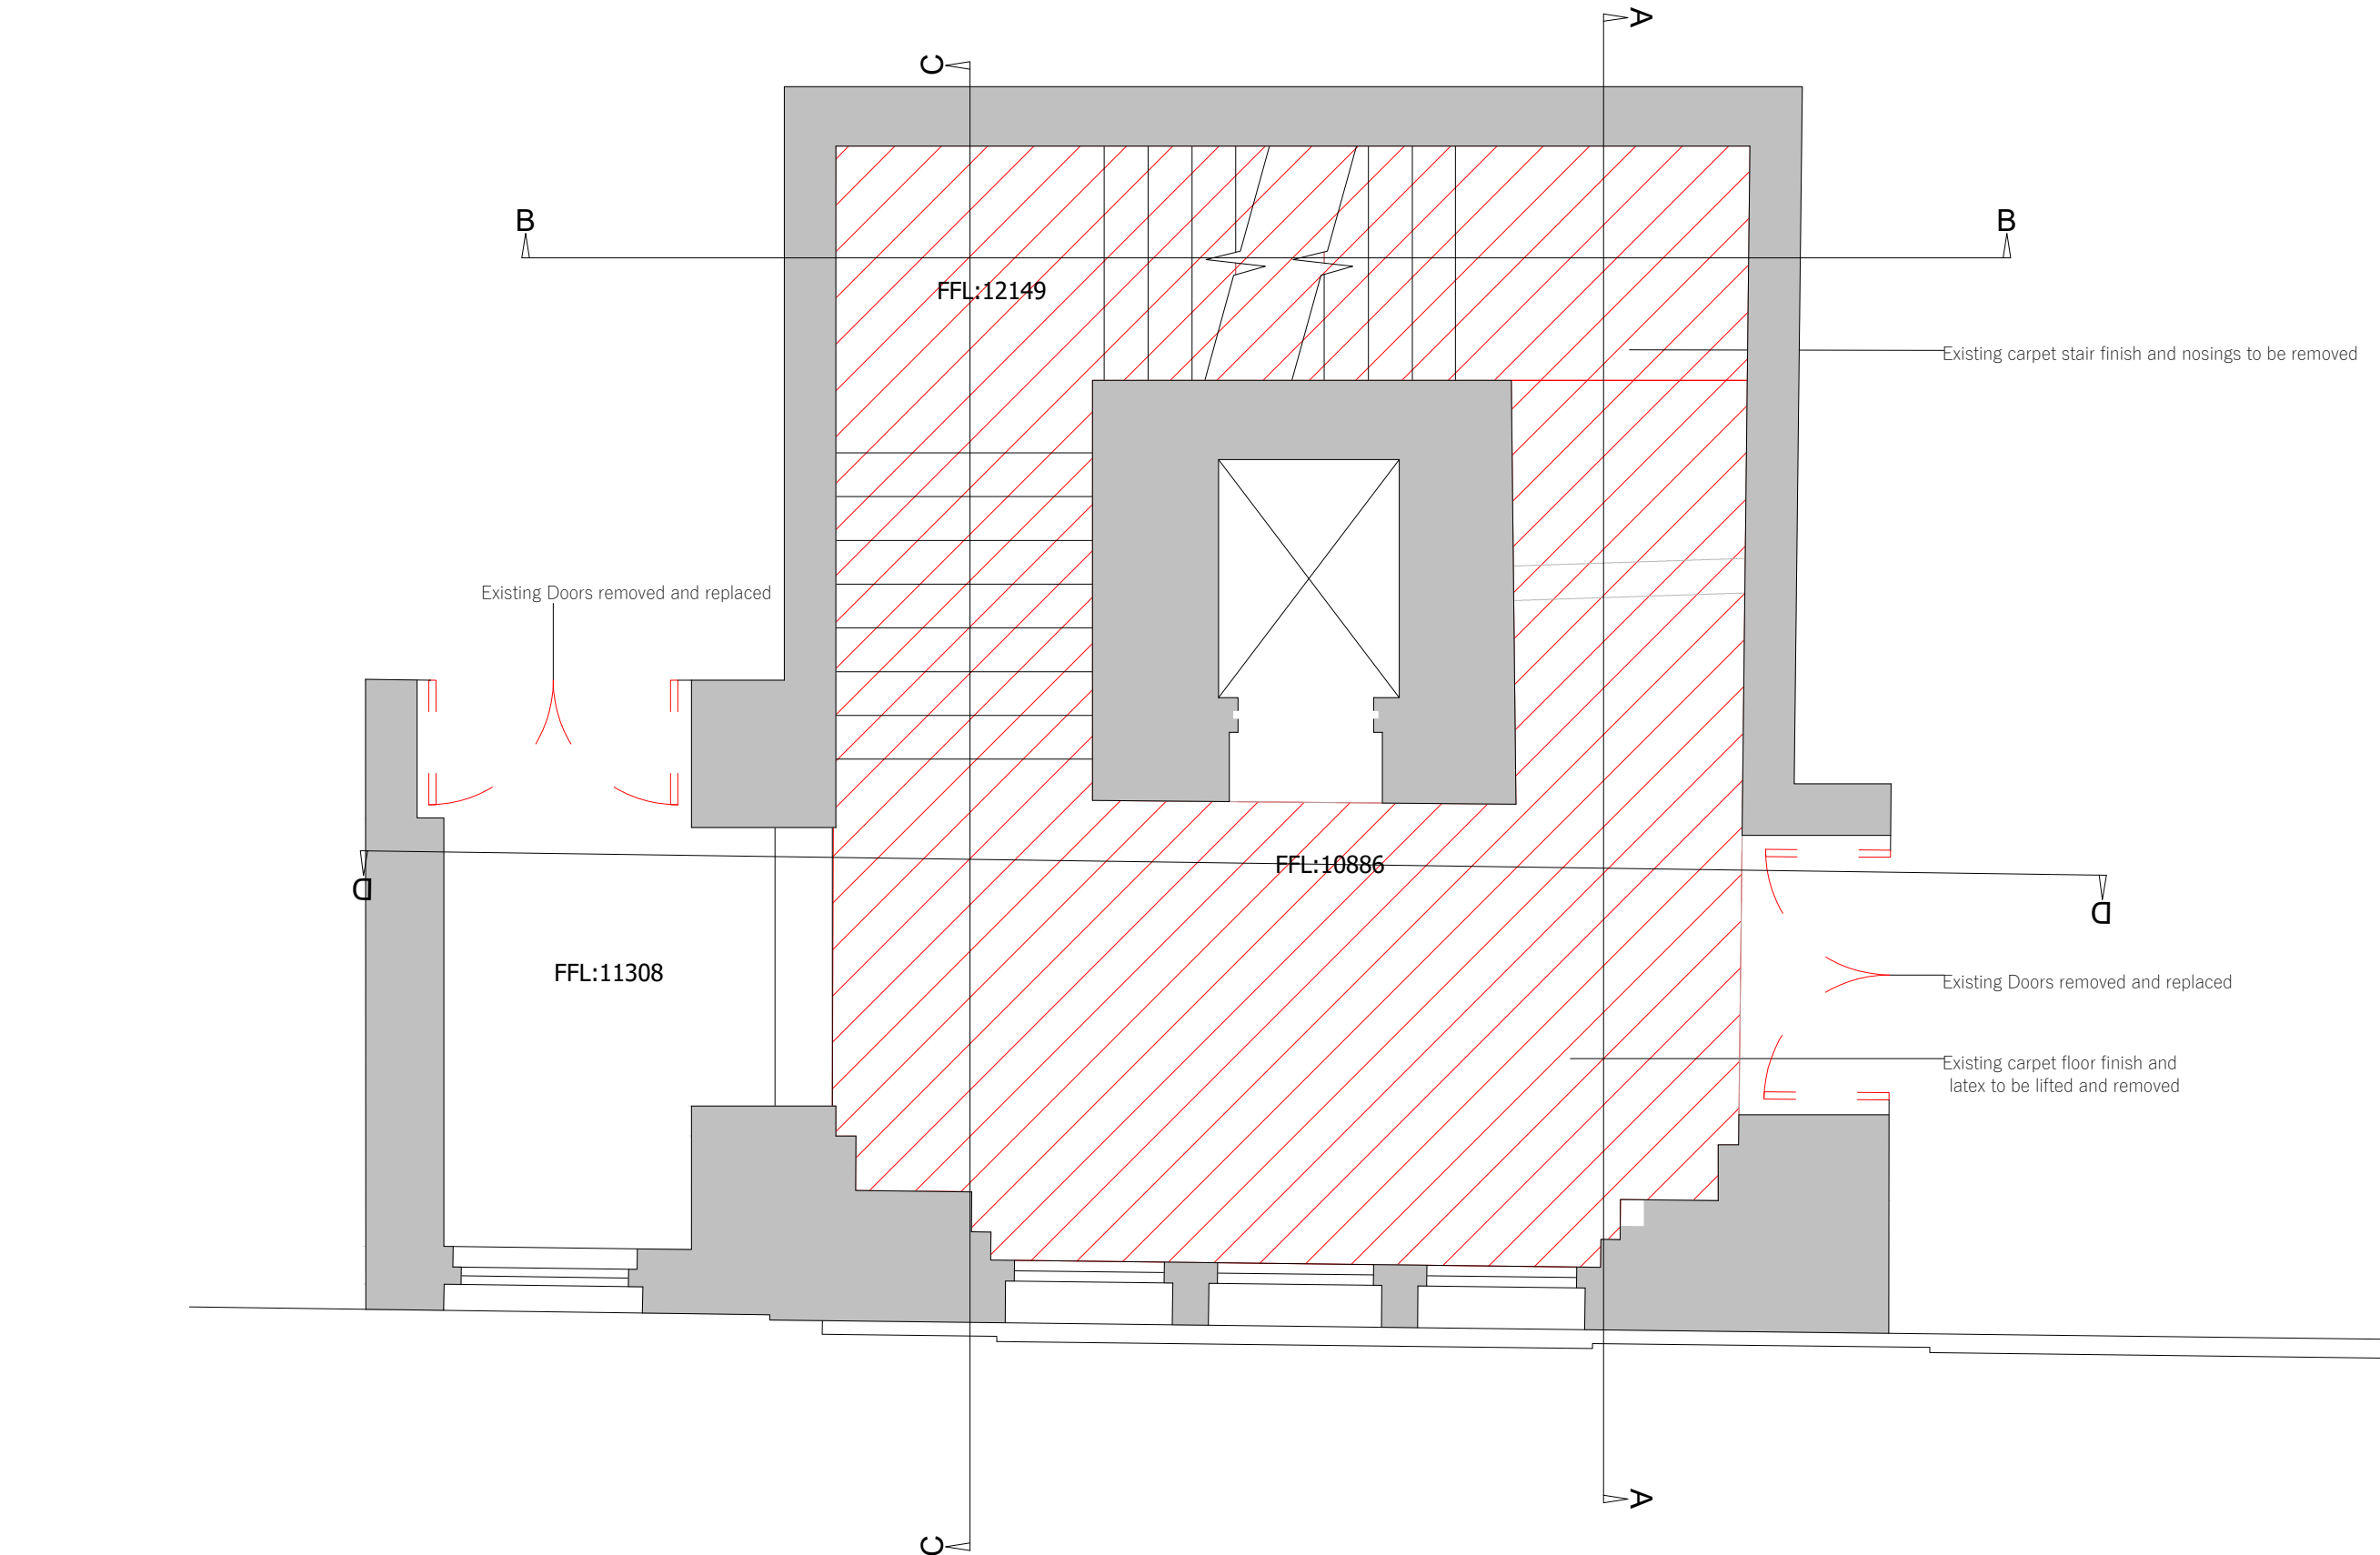 A
C
B
B
FFL:12149
Existing carpet stair finish and nosings to be removed
Existing Doors removed and replaced
FFL:10886
D
D
FFL:11308
Existing Doors removed and replaced
Existing carpet floor finish and
latex to be lifted and removed
A
C